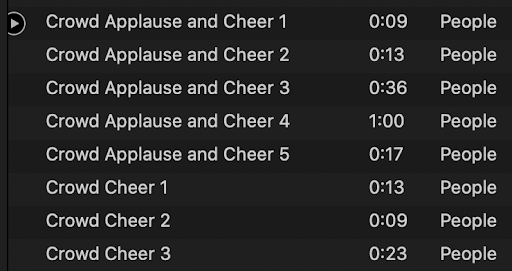 Crowd Applause and Cheer 1 0:09 People
Crowd Applause and Cheer 2 0:13 People
Crowd Applause and Cheer 3 0:36 People
Crowd Applause and Cheer 4 1:00 People
Crowd Applause and Cheer 5 0:17 People
Crowd Cheer 1 0:13 People
Crowd Cheer 2 0:09 People
Crowd Cheer 3 0:23 People